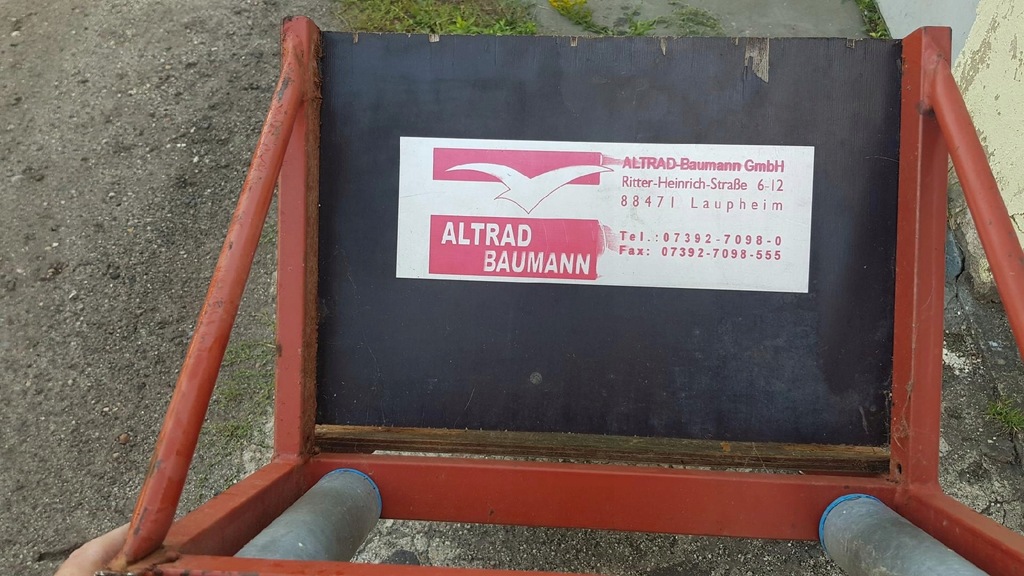 ALTRAD
BAUMANN
ALTRAD-Baumann GmbH
Ritter-Heinrich-Straße 6-12
88471 Laupheim
Tel.: 07392-7098-0
Fax: 07392-7098-555